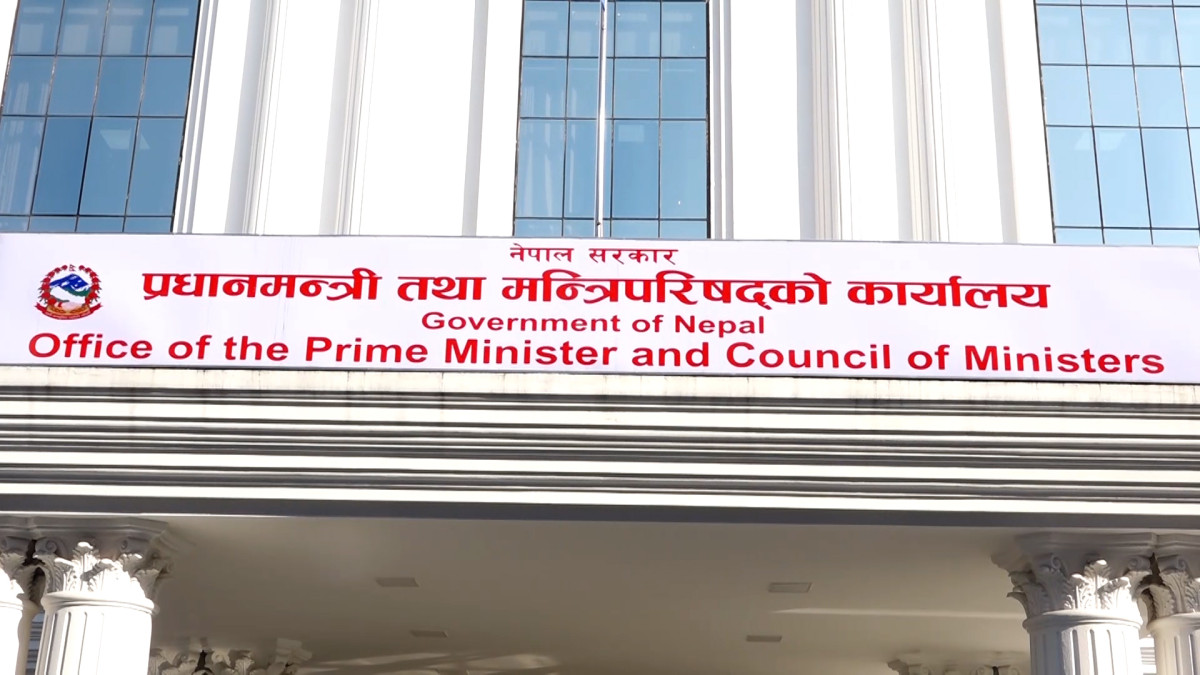 नेपाल सरकार
प्रधानमन्त्री तथा मन्त्रिपरिषद्को कार्यालय
Government of Nepal
Office of the Prime Minister and Council of Ministers